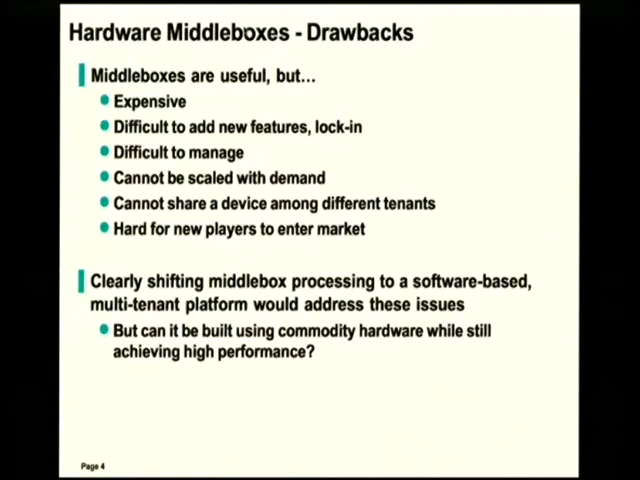 Hardware Middleboxes - Drawbacks
Middleboxes are useful, but...
Expensive
Difficult to add new features, lock-in
Difficult to manage
Cannot be scaled with demand
Cannot share a device among different tenants
Hard for new players to enter market
Clearly shifting middlebox processing to a software-based,
multi-tenant platform would address these issues
But can it be built using commodity hardware while still
achieving high performance?
Page 4